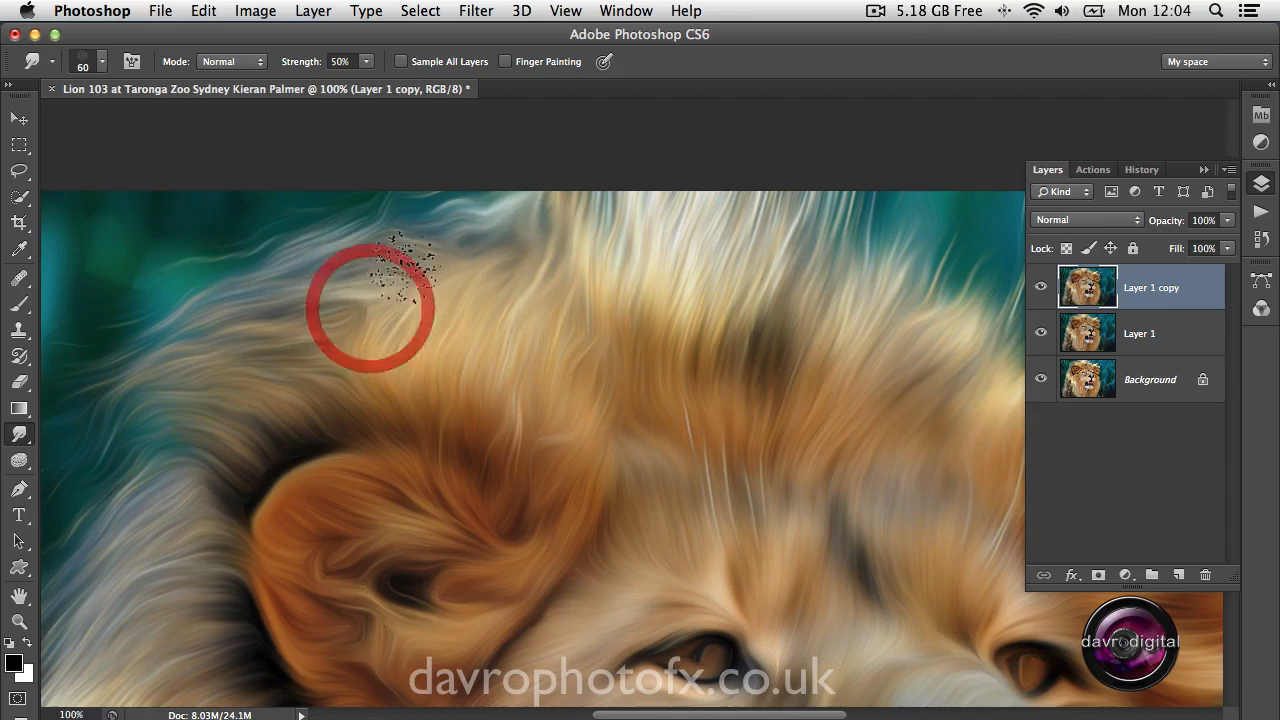 Photoshop File Edit Image Layer Type Select Filter 3D View Window Help 5.18 GB Free Mon 12:04
Adobe Photoshop CS6
60 Mode: Normal Strength: 50% Sample All Layers Finger Painting My space
× Lion 103 at Taronga Zoo Sydney Kieran Palmer @ 100% (Layer 1 copy, RGB/8) *
Mb
Layers Actions History
Kind
Normal Opacity: 100%
Lock: Fill: 100%
Layer 1 copy
Layer 1
Background
fx
davrodigital
davrophotofx.co.uk
100% Doc: 8.03M/24.1M